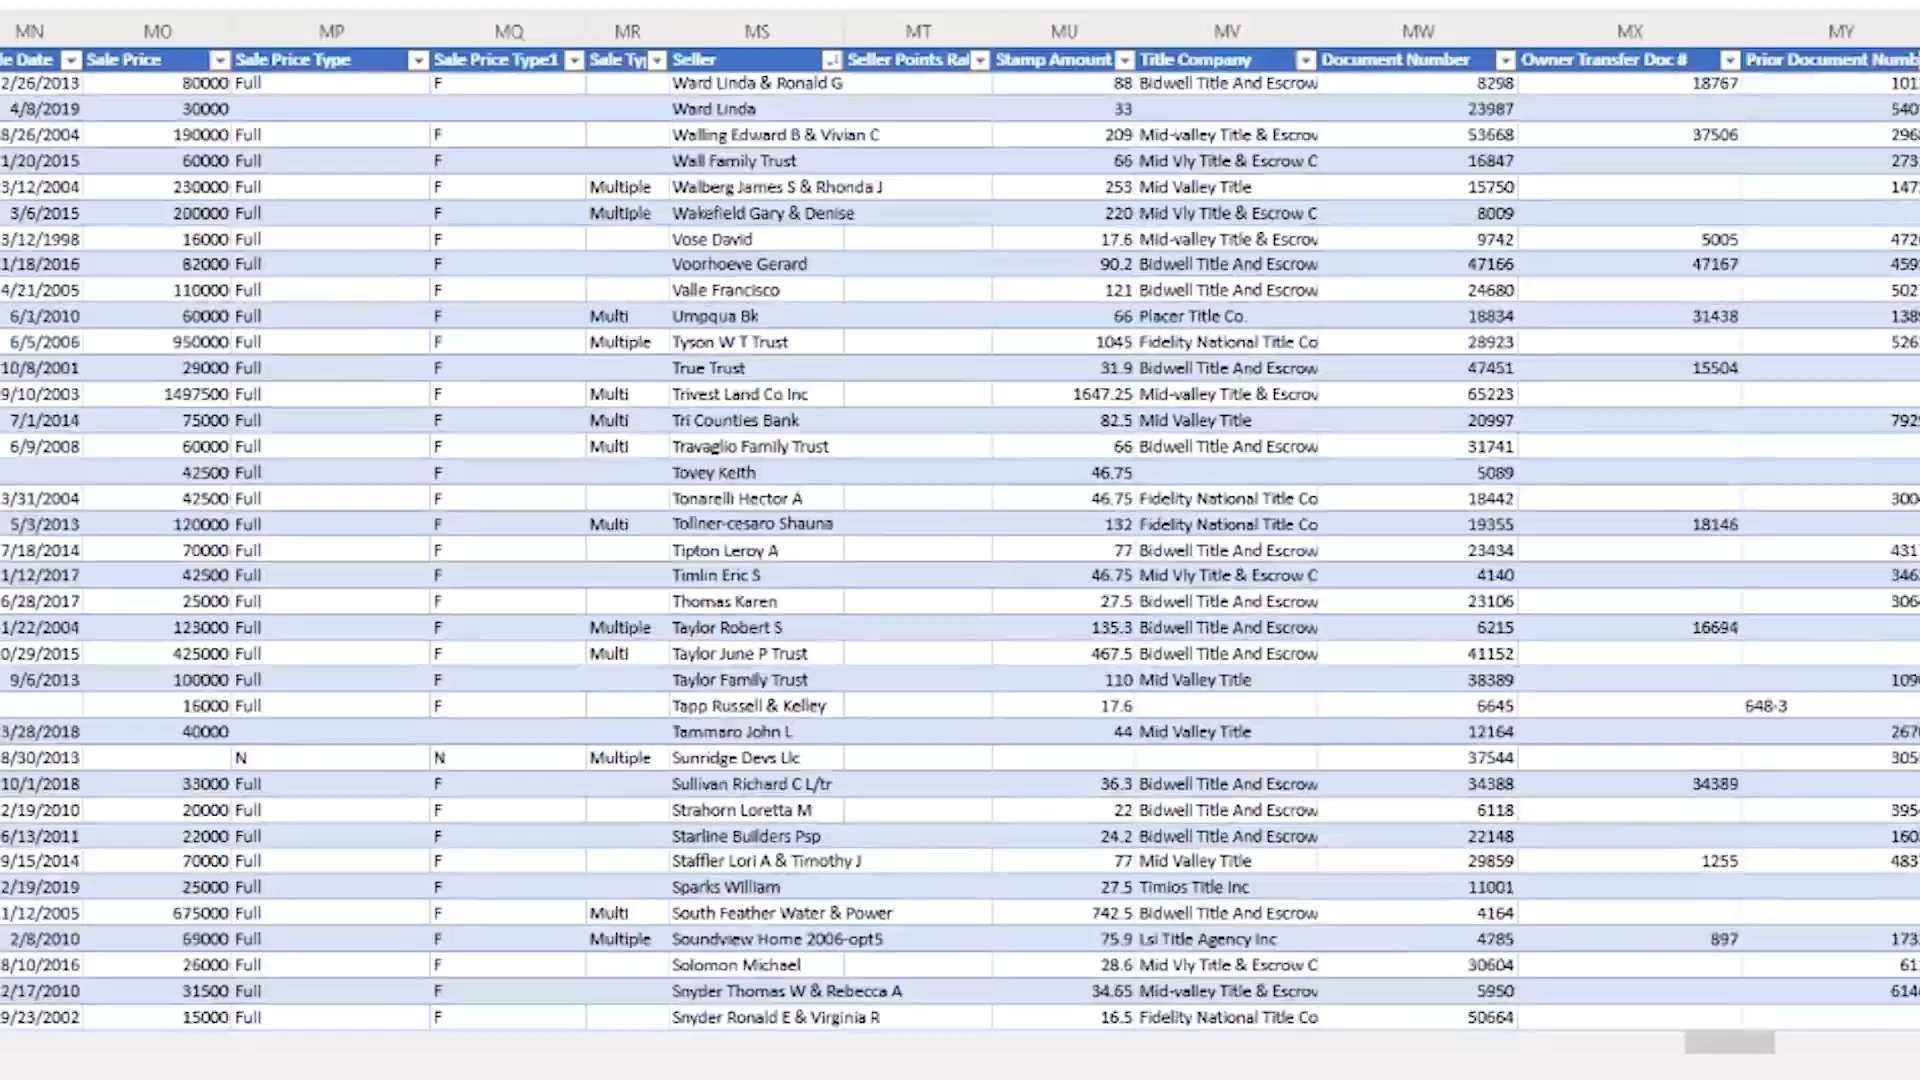 MN MO MP MQ MR MS MT MU MV MW MX MY
le Date Sale Price Sale Price Type Sale Price Type1 Sale Ty Seller Seller Points Rat Stamp Amount Title Company Document Number Owner Transfer Doc # Prior Document Numb
2/26/2013 80000 Full F Ward Linda & Ronald G 88 Bidwell Title And Escrow 8298 18767 101
4/8/2019 30000 Ward Linda 33 23987 540
8/26/2004 190000 Full F Walling Edward B & Vivian C 209 Mid-valley Title & Escrov 53668 37506 296
1/20/2015 60000 Full F Wall Family Trust 66 Mid Vly Title & Escrow C 16847 273
3/12/2004 230000 Full F Multiple Walberg James S & Rhonda J 253 Mid Valley Title 15750 147
3/6/2015 200000 Full F Multiple Wakefield Gary & Denise 220 Mid Vly Title & Escrow C 8009
3/12/1998 16000 Full F Vose David 17.6 Mid-valley Title & Escrov 9742 5005 472
1/18/2016 82000 Full F Voorhoeve Gerard 90.2 Bidwell Title And Escrow 47166 47167 459
4/21/2005 110000 Full F Valle Francisco 121 Bidwell Title And Escrow 24680 502
6/1/2010 60000 Full F Multi Umpqua Bk 66 Placer Title Co. 18834 31438 138
6/5/2006 950000 Full F Multiple Tyson W T Trust 1045 Fidelity National Title Co 28923 526
10/8/2001 29000 Full F True Trust 31.9 Bidwell Title And Escrow 47451 15504
9/10/2003 1497500 Full F Multi Trivest Land Co Inc 1647.25 Mid-valley Title & Escrov 65223
7/1/2014 75000 Full F Multi Tri Counties Bank 82.5 Mid Valley Title 20997 792
6/9/2008 60000 Full F Multi Travaglio Family Trust 66 Bidwell Title And Escrow 31741
42500 Full F Tovey Keith 46.75 5089
3/31/2004 42500 Full F Tonarelli Hector A 46.75 Fidelity National Title Co 18442 300
5/3/2013 120000 Full F Multi Tollner-cesaro Shauna 132 Fidelity National Title Co 19355 18146
7/18/2014 70000 Full F Tipton Leroy A 77 Bidwell Title And Escrow 23434 431
1/12/2017 42500 Full F Timlin Eric S 46.75 Mid Vly Title & Escrow C 4140 346
6/28/2017 25000 Full F Thomas Karen 27.5 Bidwell Title And Escrow 23106 306
1/22/2004 123000 Full F Multiple Taylor Robert S 135.3 Bidwell Title And Escrow 6215 16694
0/29/2015 425000 Full F Multi Taylor June P Trust 467.5 Bidwell Title And Escrow 41152
9/6/2013 100000 Full F Taylor Family Trust 110 Mid Valley Title 38389 109
16000 Full F Tapp Russell & Kelley 17.6 6645 648-3
3/28/2018 40000 Tammaro John L 44 Mid Valley Title 12164 267
8/30/2013 N N Multiple Sunridge Devs Llc 37544 305
10/1/2018 33000 Full F Sullivan Richard C L/tr 36.3 Bidwell Title And Escrow 34388 34389
2/19/2010 20000 Full F Strahorn Loretta M 22 Bidwell Title And Escrow 6118 395
6/13/2011 22000 Full F Starline Builders Psp 24.2 Bidwell Title And Escrow 22148 160
9/15/2014 70000 Full F Staffler Lori A & Timothy J 77 Mid Valley Title 29859 1255 483
2/19/2019 25000 Full F Sparks William 27.5 Timios Title Inc 11001
1/12/2005 675000 Full F Multi South Feather Water & Power 742.5 Bidwell Title And Escrow 4164
2/8/2010 69000 Full F Multiple Soundview Home 2006-opt5 75.9 Lsi Title Agency Inc 4785 897 173
8/10/2016 26000 Full F Solomon Michael 28.6 Mid Vly Title & Escrow C 30604 61
2/17/2010 31500 Full F Snyder Thomas W & Rebecca A 34.65 Mid-valley Title & Escrov 5950 614
9/23/2002 15000 Full F Snyder Ronald E & Virginia R 16.5 Fidelity National Title Co 50664